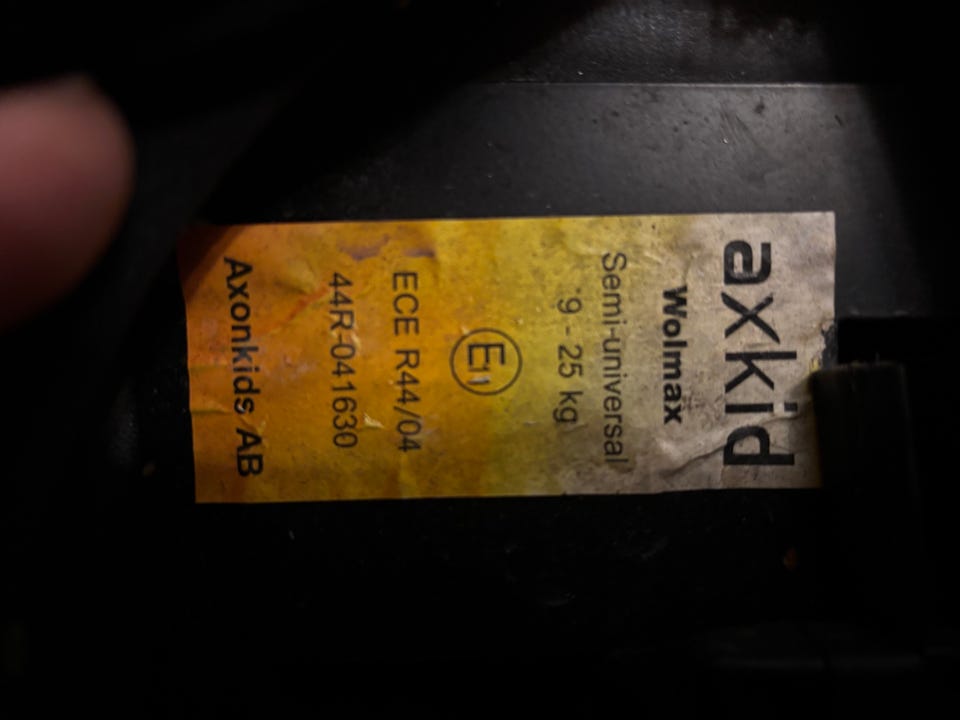 axkid
Wolmax
Semi-universal
9 - 25 kg
E1
ECE R44/04
44R-041630
Axonkids AB